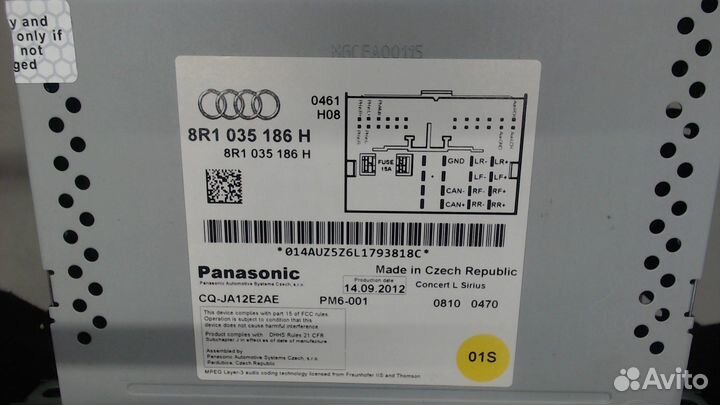 y and
only if
not
ged
NGCEA00115
8R1 035 186 H
8R1 035 186 H
0461
H08
FUSE
15A
GND LR- LR+
LF- LF+
CAN- RF- RF+
CAN+ RR- RR+
*014AUZ5Z6L1793818C*
Panasonic
Panasonic Automotive Systems Czech, s.r.o.
Made in Czech Republic
Production date
14.09.2012
Concert L Sirius
CQ-JA12E2AE
PM6-001
0810 0470
This device complies with part 15 of FCC rules.
Operation is subject to condition that this
device does not cause harmful interference
Product complies with DHHS Rules 21 CFR
Subchapter J in effect as of date of manufacture
Assembled by
Panasonic Automotive Systems Czech, s.r.o.
Pardubice, Czech Republic
01S
MPEG Layer-3 audio coding technology licensed from Fraunhofer IIS and Thomson
Avito